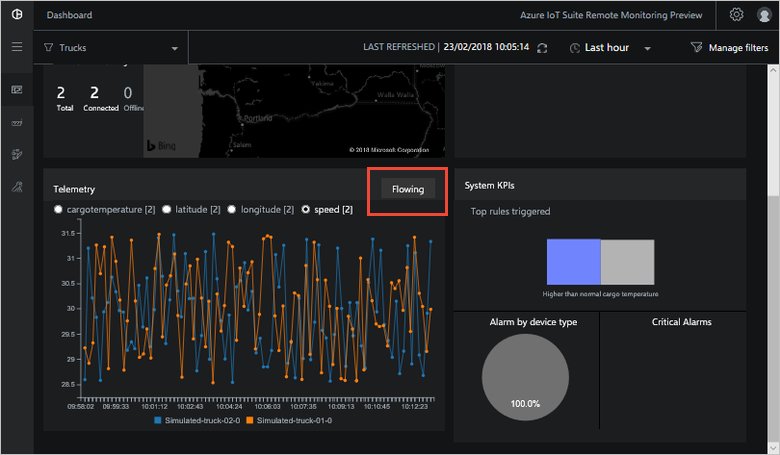 Dashboard
Azure IoT Suite Remote Monitoring Preview
Trucks
LAST REFRESHED | 23/02/2018 10:05:14
Last hour
Manage filters
2 2 0
Total Connected Offline
Yakima
Walla Walla
Portland
Salem
Bing
© 2018 Microsoft Corporation
Telemetry
Flowing
cargotemperature [2] latitude [2] longitude [2] speed [2]
31.5
31
30.5
30
29.5
29
28.5
09:58:02 09:59:33 10:01:12 10:02:43 10:04:24 10:06:03 10:07:35 10:09:13 10:10:45 10:12:23
Simulated-truck-02-0 Simulated-truck-01-0
System KPIs
Top rules triggered
Higher than normal cargo temperature
Alarm by device type
Critical Alarms
100.0%